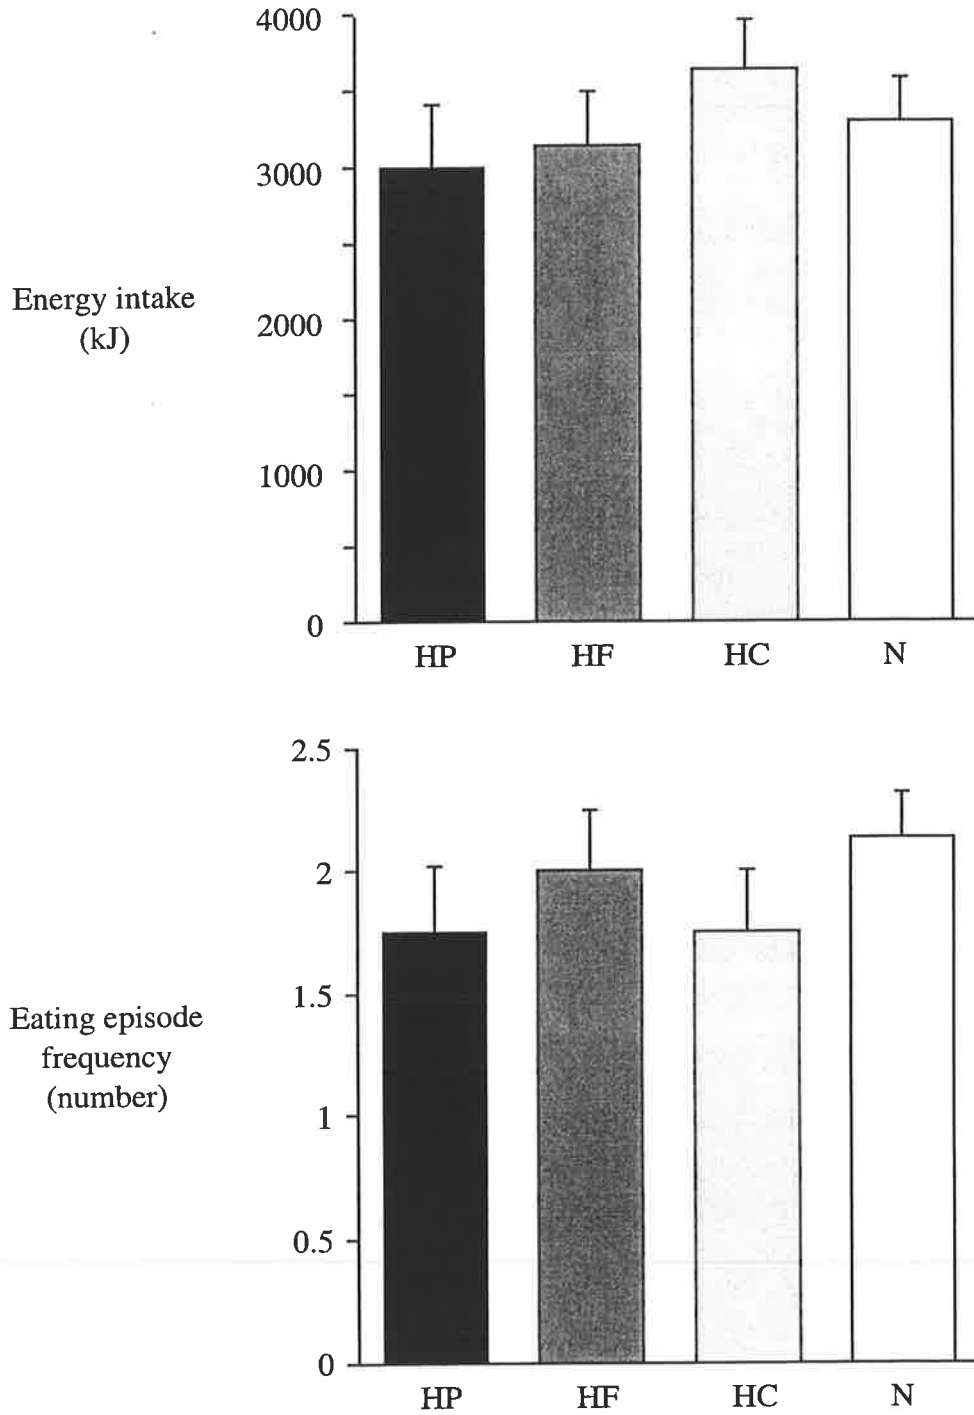 4000
3000
Energy intake
(kJ)
2000
1000
0
HP HF HC N
2.5
2
1.5
Eating episode
frequency
(number)
1
0.5
0
HP HF HC N